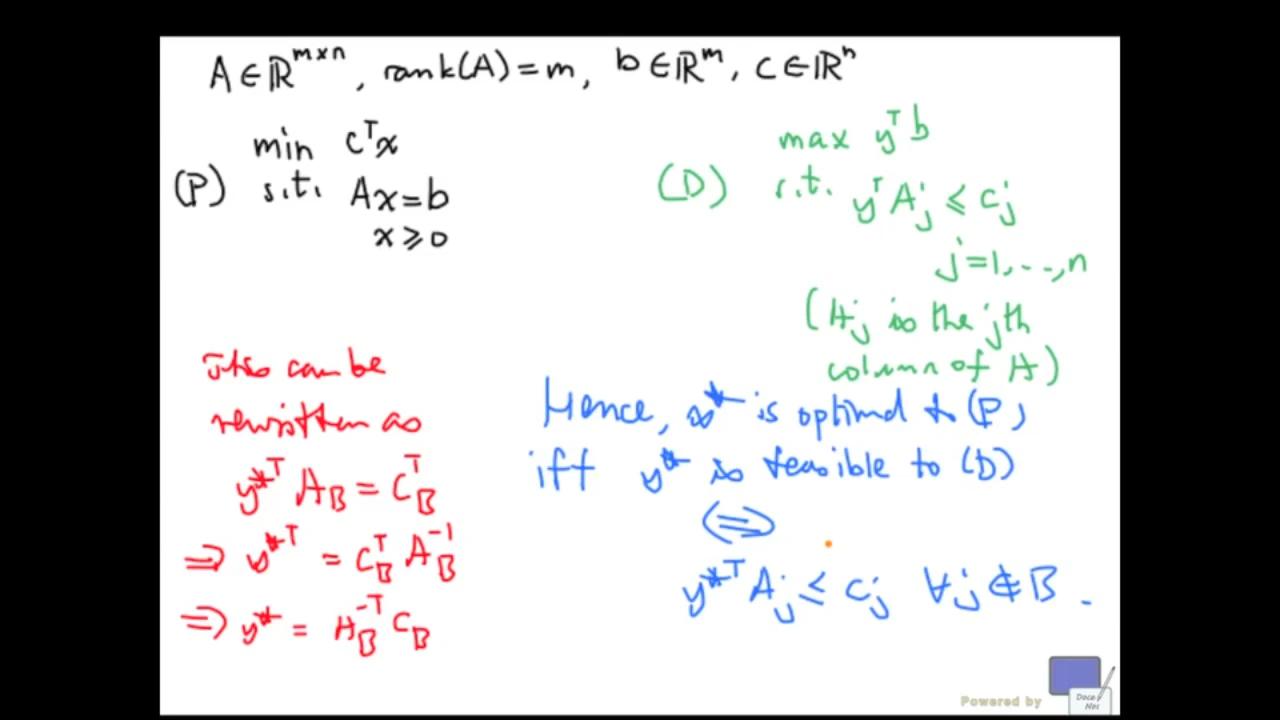 A ∈ ℝ^{m×n}, rank(A) = m, b ∈ ℝ^m, c ∈ ℝ^n
min c^T x
(P) s.t. Ax = b
x ≥ 0
max y^T b
(D) s.t. y^T A_j ≤ c_j
j = 1, ..., n
(A_j is the jth
column of A)
This can be
rewritten as
y*^T A_B = C_B^T
⇒ y*^T = C_B^T A_B^{-1}
⇒ y* = A_B^{-T} C_B
Hence, x* is optimal to (P)
iff y* is feasible to (D)
⇔
y*^T A_j ≤ c_j ∀ j ∉ B.
Powered by
Doceri